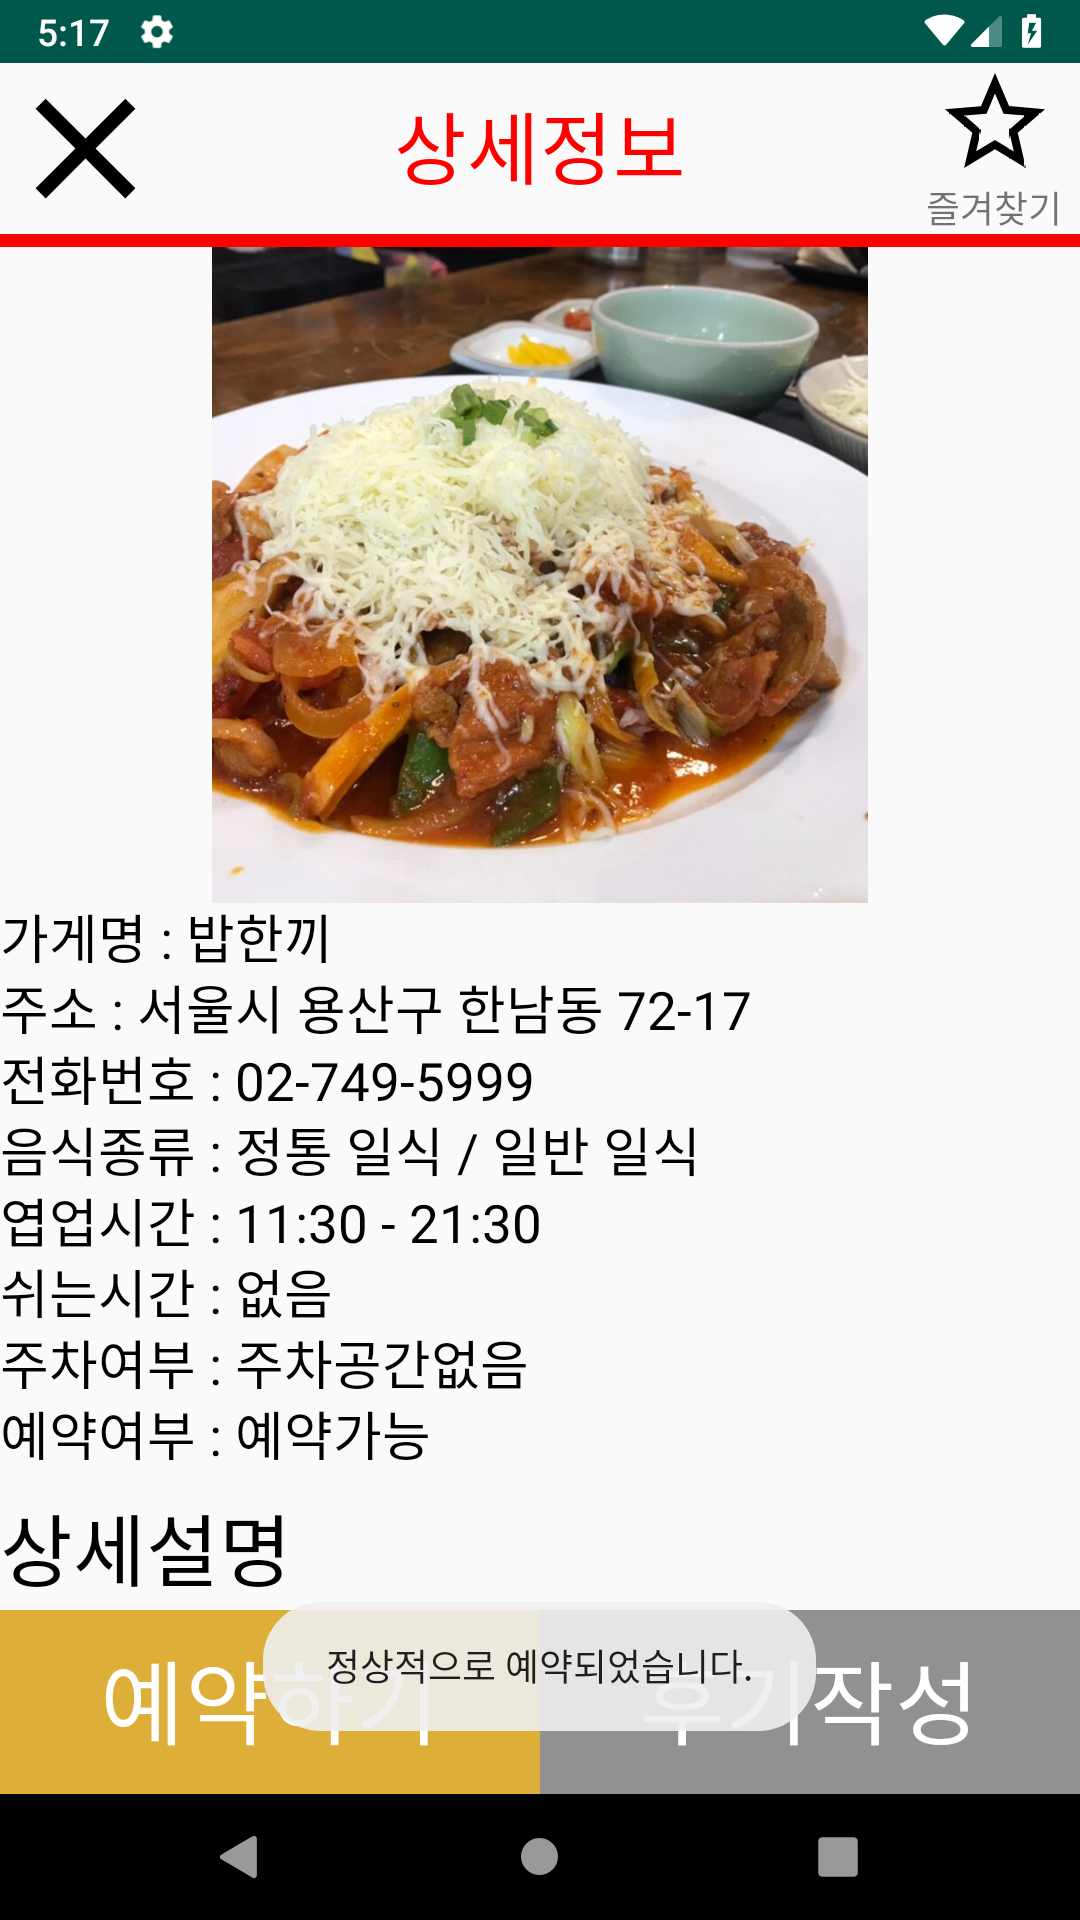 5:17
상세정보
즐겨찾기
가게명 : 밥한끼
주소 : 서울시 용산구 한남동 72-17
전화번호 : 02-749-5999
음식종류 : 정통 일식 / 일반 일식
엽업시간 : 11:30 - 21:30
쉬는시간 : 없음
주차여부 : 주차공간없음
예약여부 : 예약가능
상세설명
정상적으로 예약되었습니다.
예약하기 후기작성